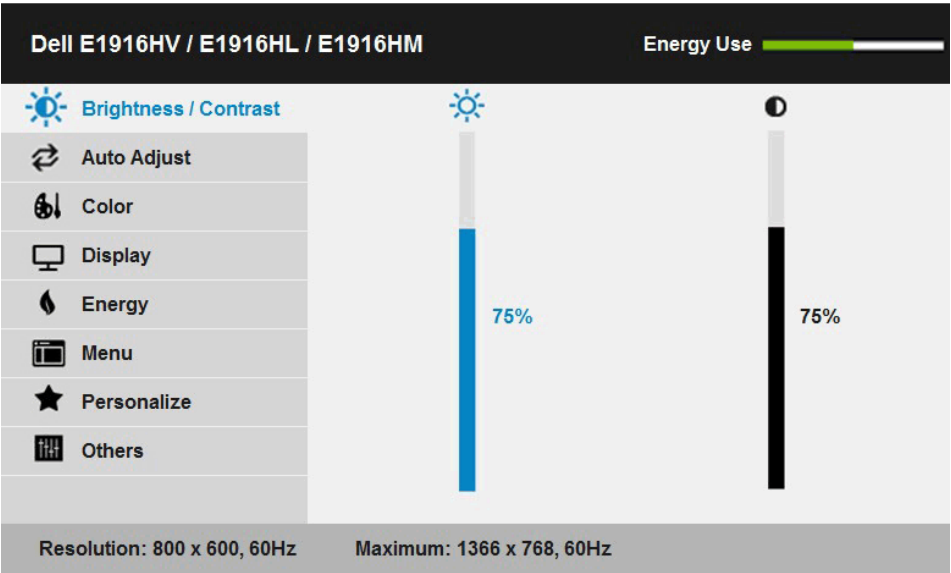 Dell E1916HV / E1916HL / E1916HM
Energy Use
Brightness / Contrast
Auto Adjust
Color
Display
Energy
Menu
Personalize
Others
75%
75%
Resolution: 800 x 600, 60Hz
Maximum: 1366 x 768, 60Hz